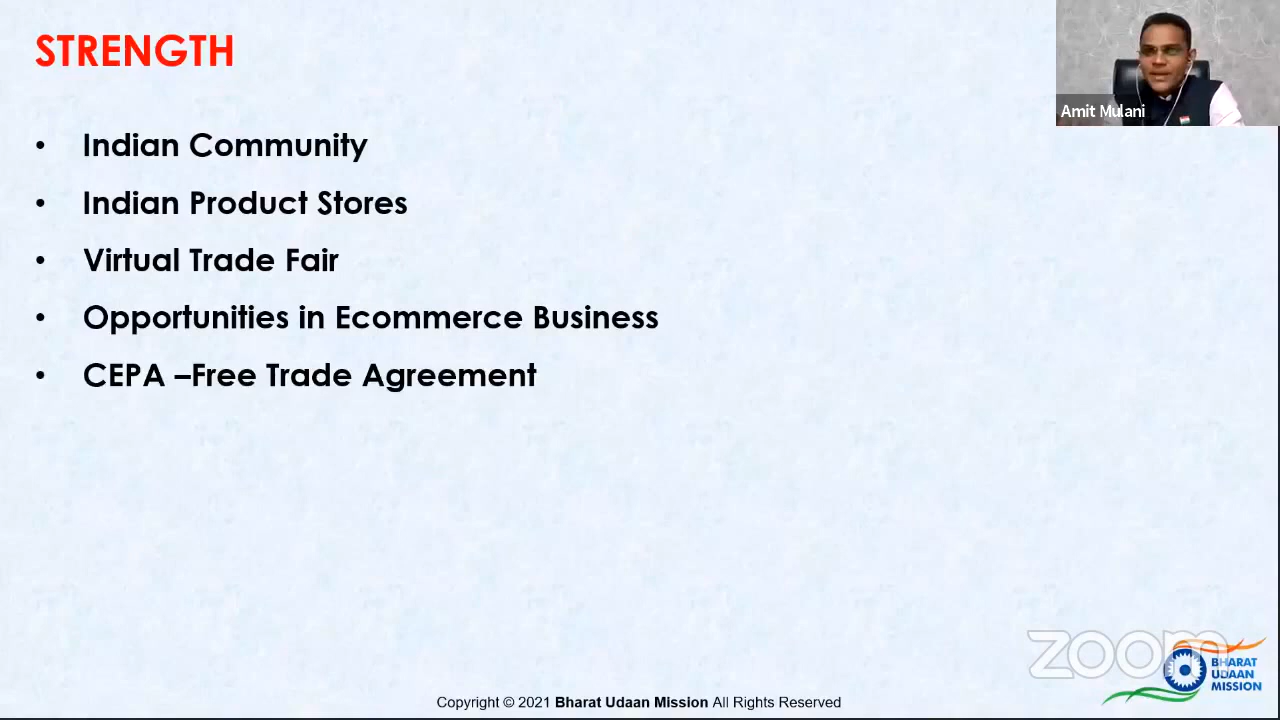 STRENGTH
Amit Mulani
• Indian Community
• Indian Product Stores
• Virtual Trade Fair
• Opportunities in Ecommerce Business
• CEPA –Free Trade Agreement
zoom
BHARAT
UDAAN
MISSION
Copyright © 2021 Bharat Udaan Mission All Rights Reserved